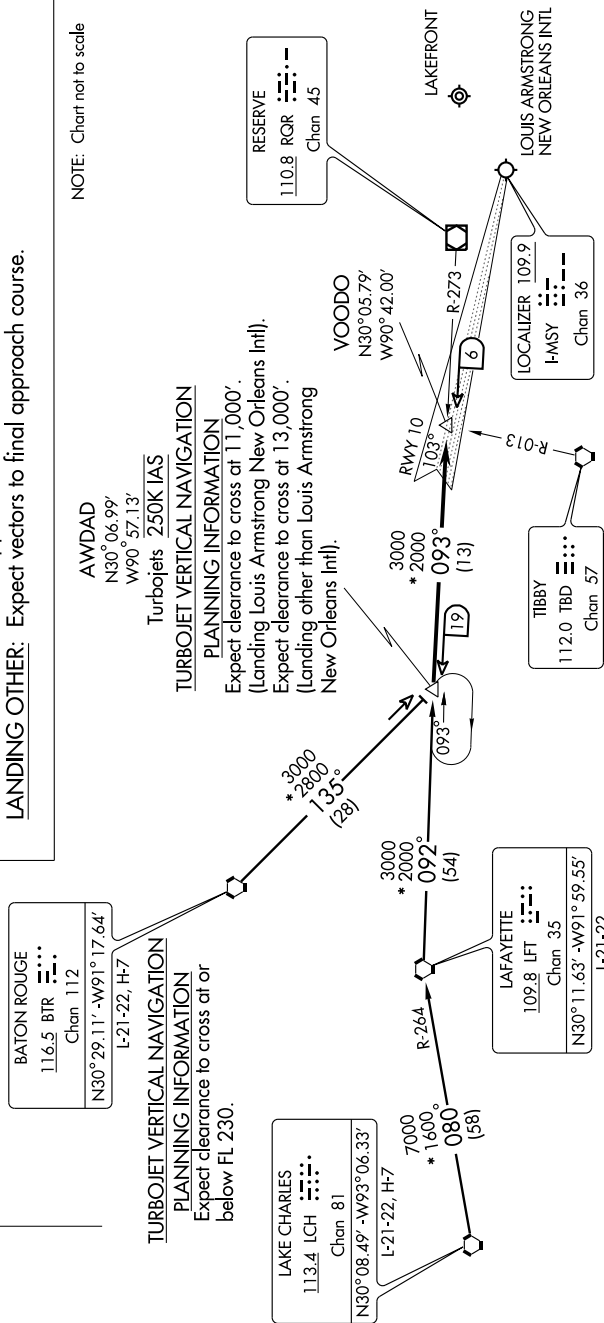 LANDING OTHER: Expect vectors to final approach course.
NOTE: Chart not to scale
BATON ROUGE
116.5 BTR
Chan 112
N30°29.11' -W91°17.64'
L-21-22, H-7
TURBOJET VERTICAL NAVIGATION
PLANNING INFORMATION
Expect clearance to cross at or
below FL 230.
AWDAD
N30°06.99'
W90°57.13'
Turbojets 250K IAS
TURBOJET VERTICAL NAVIGATION
PLANNING INFORMATION
Expect clearance to cross at 11,000'.
(Landing Louis Armstrong New Orleans Intl).
Expect clearance to cross at 13,000'.
(Landing other than Louis Armstrong
New Orleans Intl).
RESERVE
110.8 RQR
Chan 45
LAKEFRONT
VOODO
N30°05.79'
W90°42.00'
R-273
LOUIS ARMSTRONG
NEW ORLEANS INTL
LOCALIZER 109.9
I-MSY
Chan 36
RWY 10
103°
6
R-013
3000
*2000
093°
(13)
19
093°
3000
*2800
135°
(28)
3000
*2000
092°
(54)
TIBBY
112.0 TBD
Chan 57
LAKE CHARLES
113.4 LCH
Chan 81
N30°08.49' -W93°06.33'
L-21-22, H-7
R-264
7000
*1600
080°
(58)
LAFAYETTE
109.8 LFT
Chan 35
N30°11.63' -W91°59.55'
L-21-22